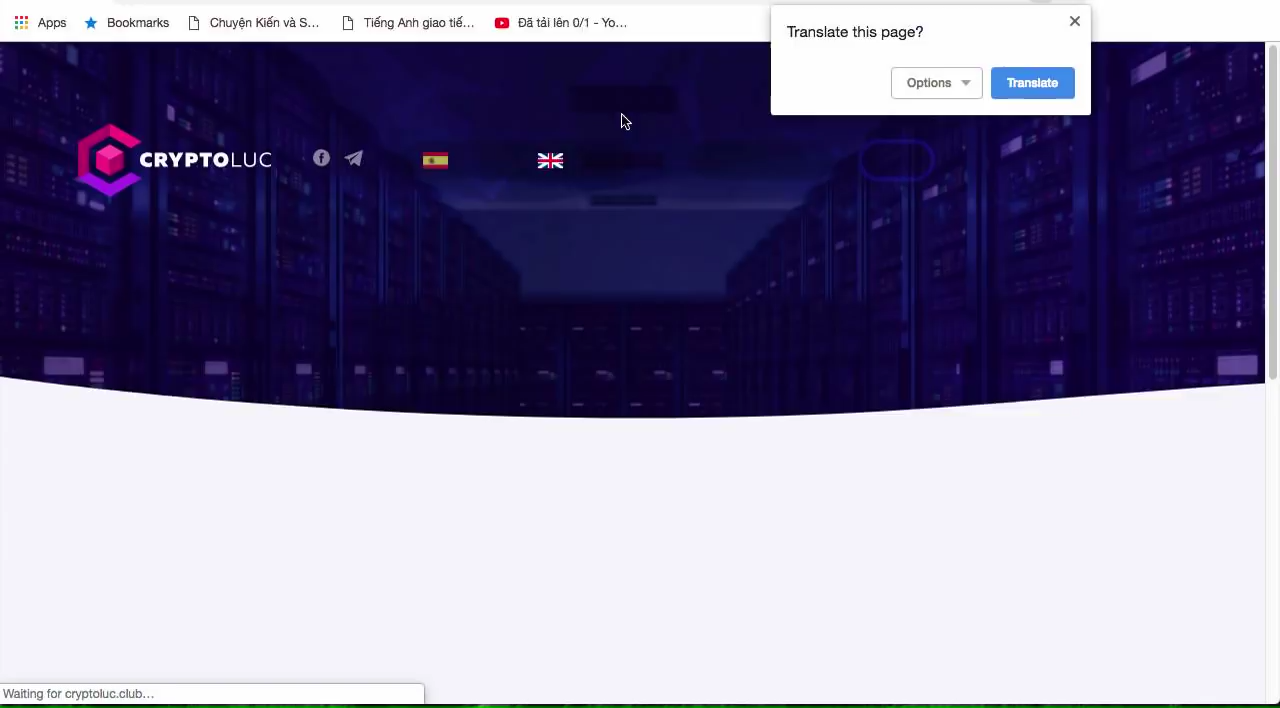 Apps
Bookmarks
Chuyện Kiến và S...
Tiếng Anh giao tiế...
Đã tải lên 0/1 - Yo...
Translate this page?
Options
Translate
CRYPTOLUC
Waiting for cryptoluc.club...